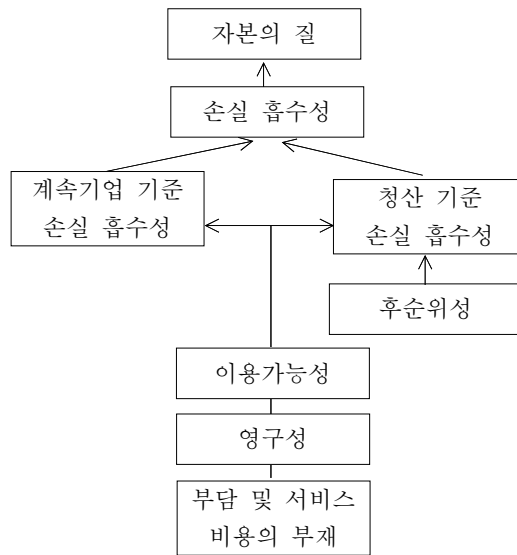 자본의 질
손실 흡수성
계속기업 기준
손실 흡수성
청산 기준
손실 흡수성
후순위성
이용가능성
영구성
부담 및 서비스
비용의 부재